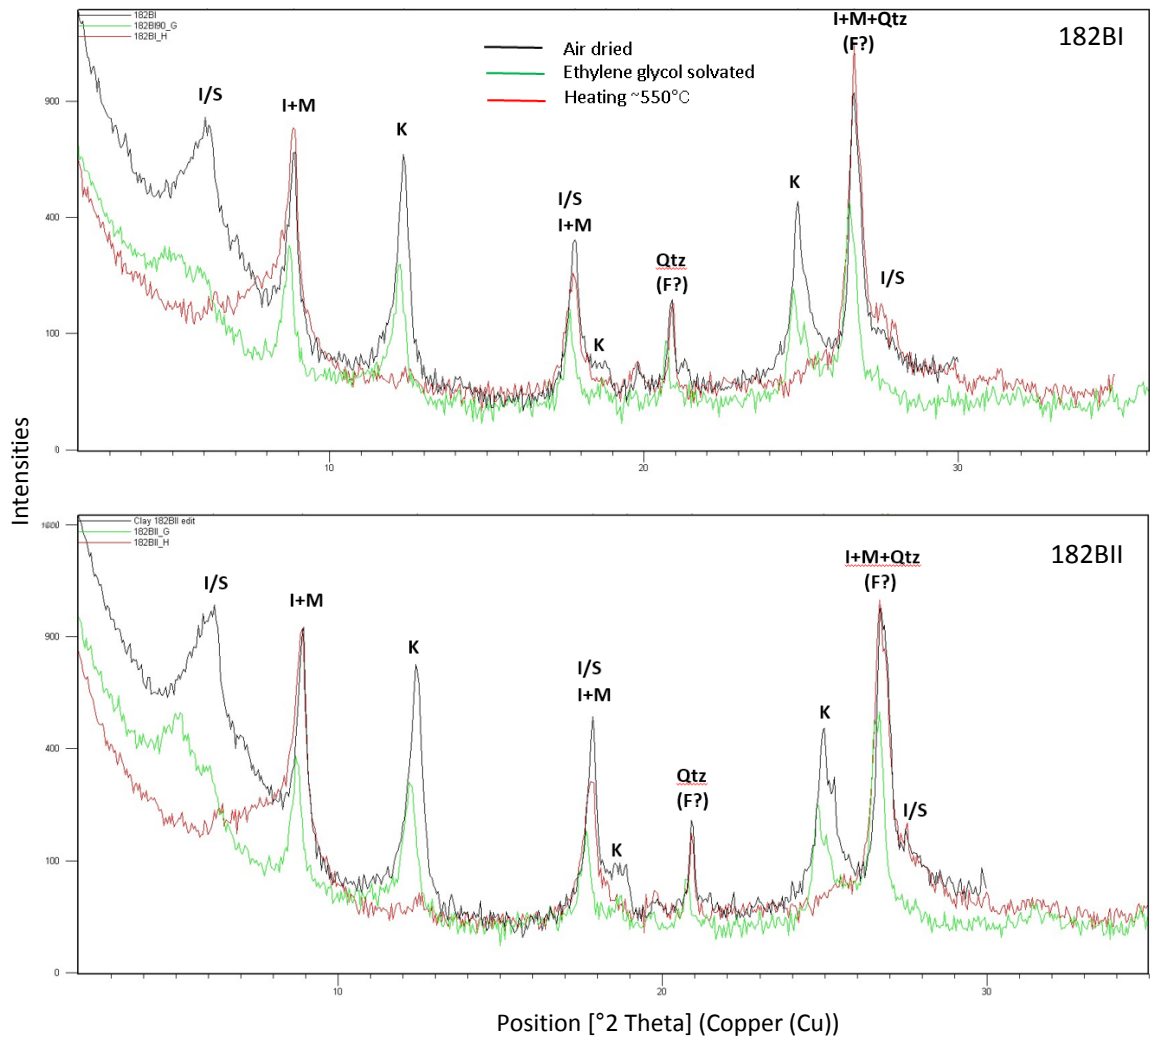 182BI
182BI90_G
182BI_H
182BI
Air dried
Ethylene glycol solvated
Heating ~550°C
I+M+Qtz
(F?)
I/S
I+M
K
I/S
I+M
K
Qtz
(F?)
K
I/S
900
400
100
0
10
20
30
Intensities
Clay 182BII edit
182BII_G
182BII_H
182BII
I/S
I+M
K
I/S
I+M
K
Qtz
(F?)
K
I+M+Qtz
(F?)
I/S
900
400
100
0
10
20
30
Position [°2 Theta] (Copper (Cu))